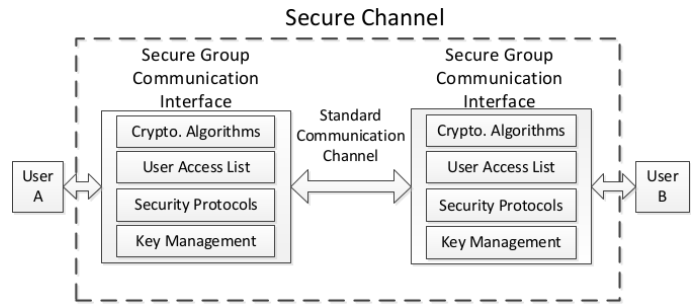 Secure Channel
Secure Group
Communication
Interface
Secure Group
Communication
Interface
Standard
Communication
Channel
Crypto. Algorithms
User Access List
Security Protocols
Key Management
Crypto. Algorithms
User Access List
Security Protocols
Key Management
User
A
User
B